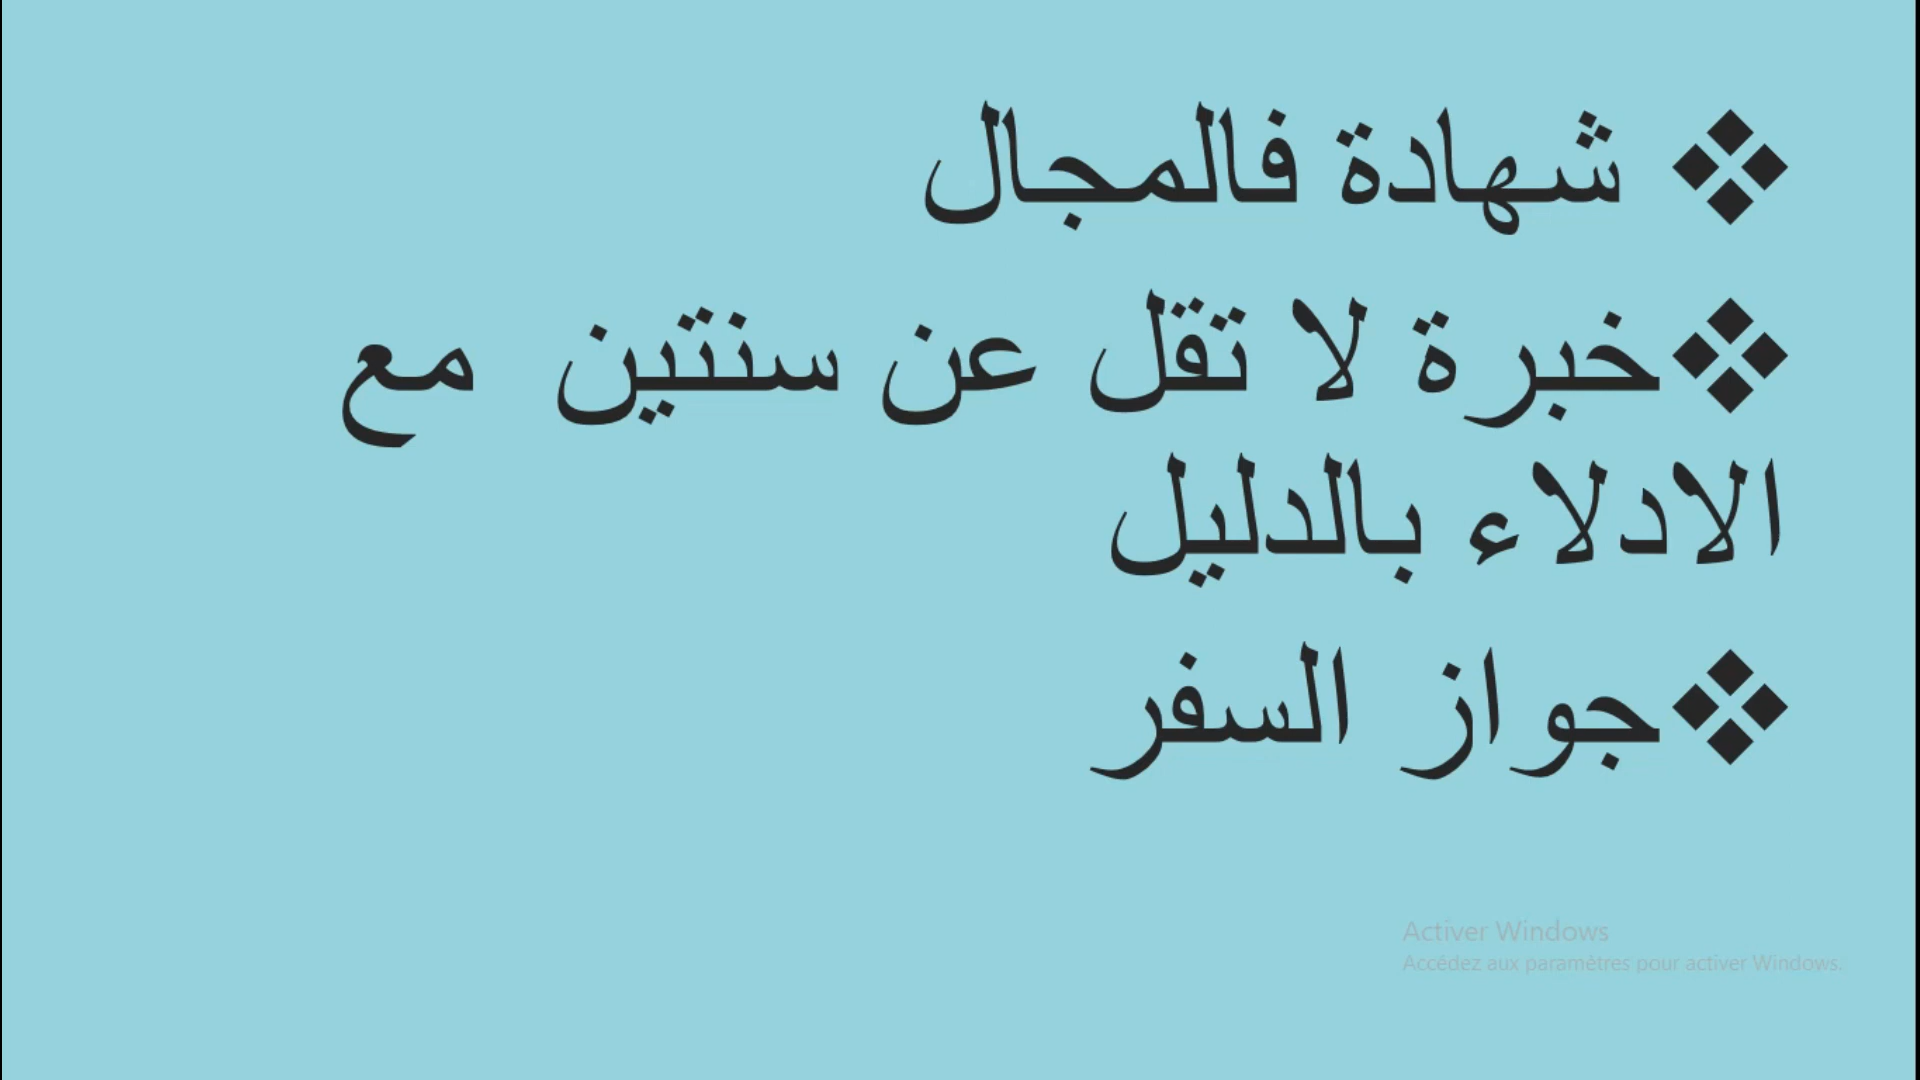 ❖ شهادة فالمجال
❖خبرة لا تقل عن سنتين مع
الادلاء بالدليل
❖جواز السفر
Activer Windows
Accédez aux paramètres pour activer Windows.